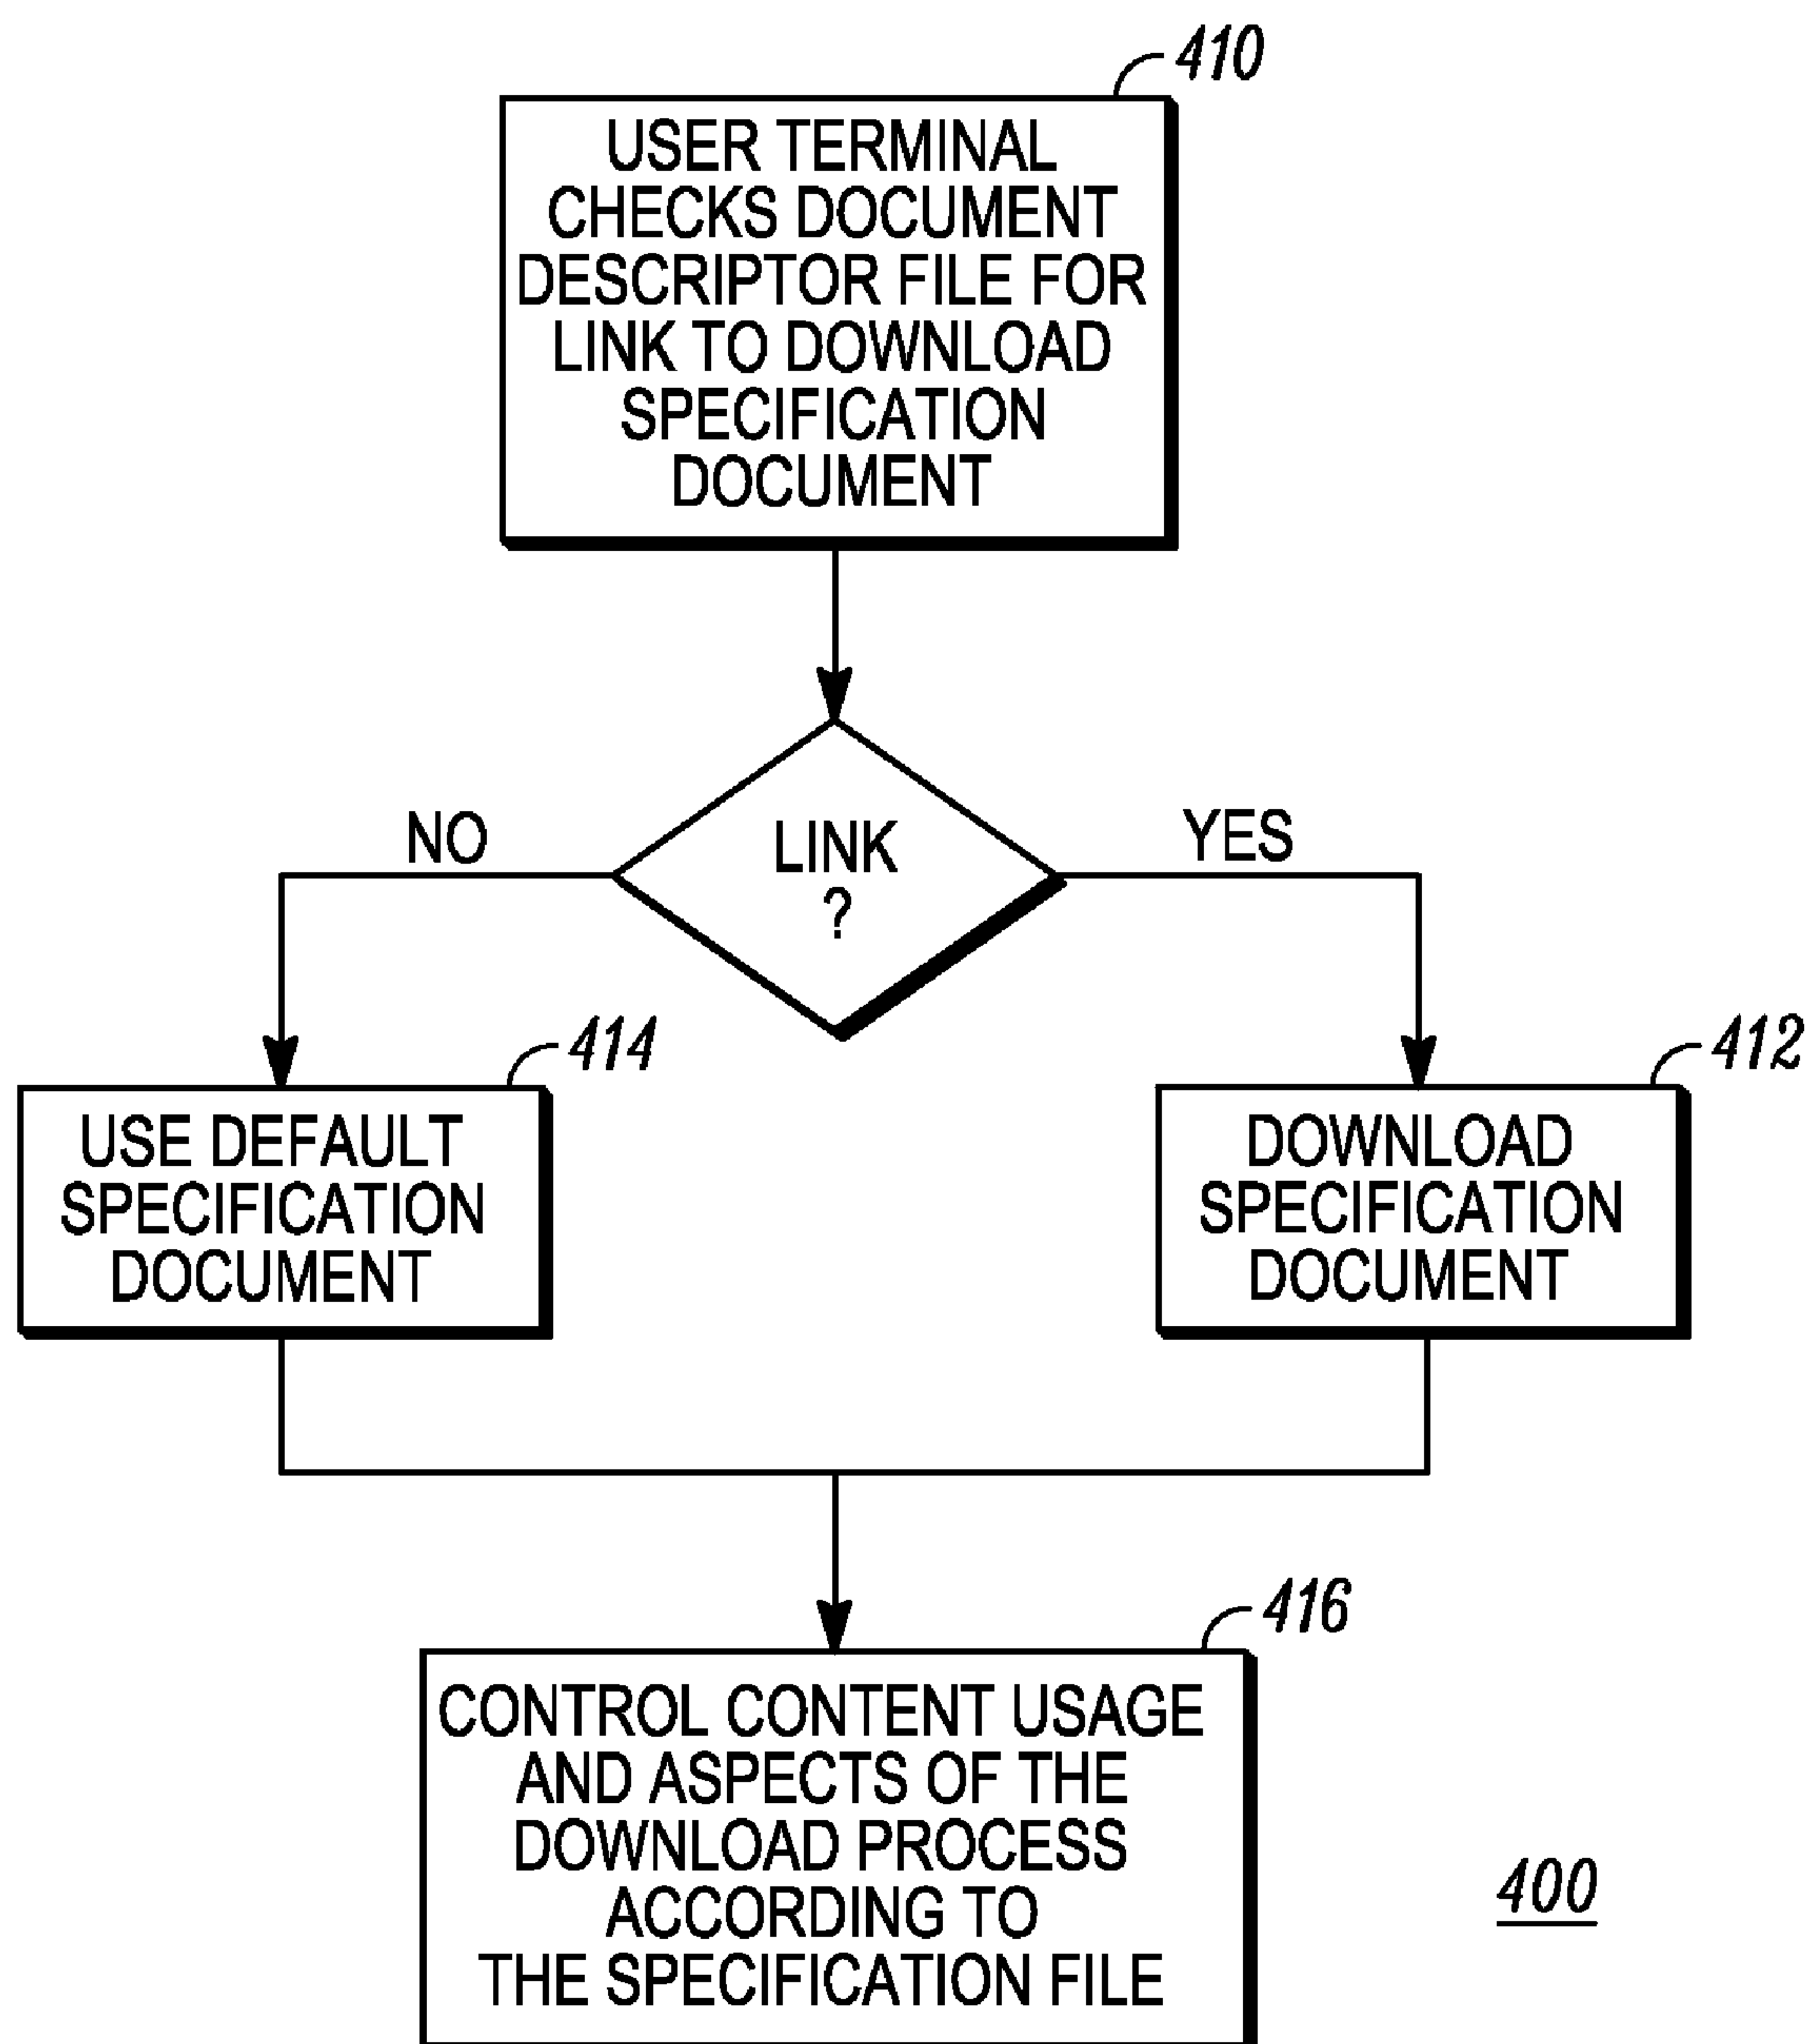 410
USER TERMINAL
CHECKS DOCUMENT
DESCRIPTOR FILE FOR
LINK TO DOWNLOAD
SPECIFICATION
DOCUMENT
NO
LINK
?
YES
414
USE DEFAULT
SPECIFICATION
DOCUMENT
412
DOWNLOAD
SPECIFICATION
DOCUMENT
416
CONTROL CONTENT USAGE
AND ASPECTS OF THE
DOWNLOAD PROCESS
ACCORDING TO
THE SPECIFICATION FILE
400